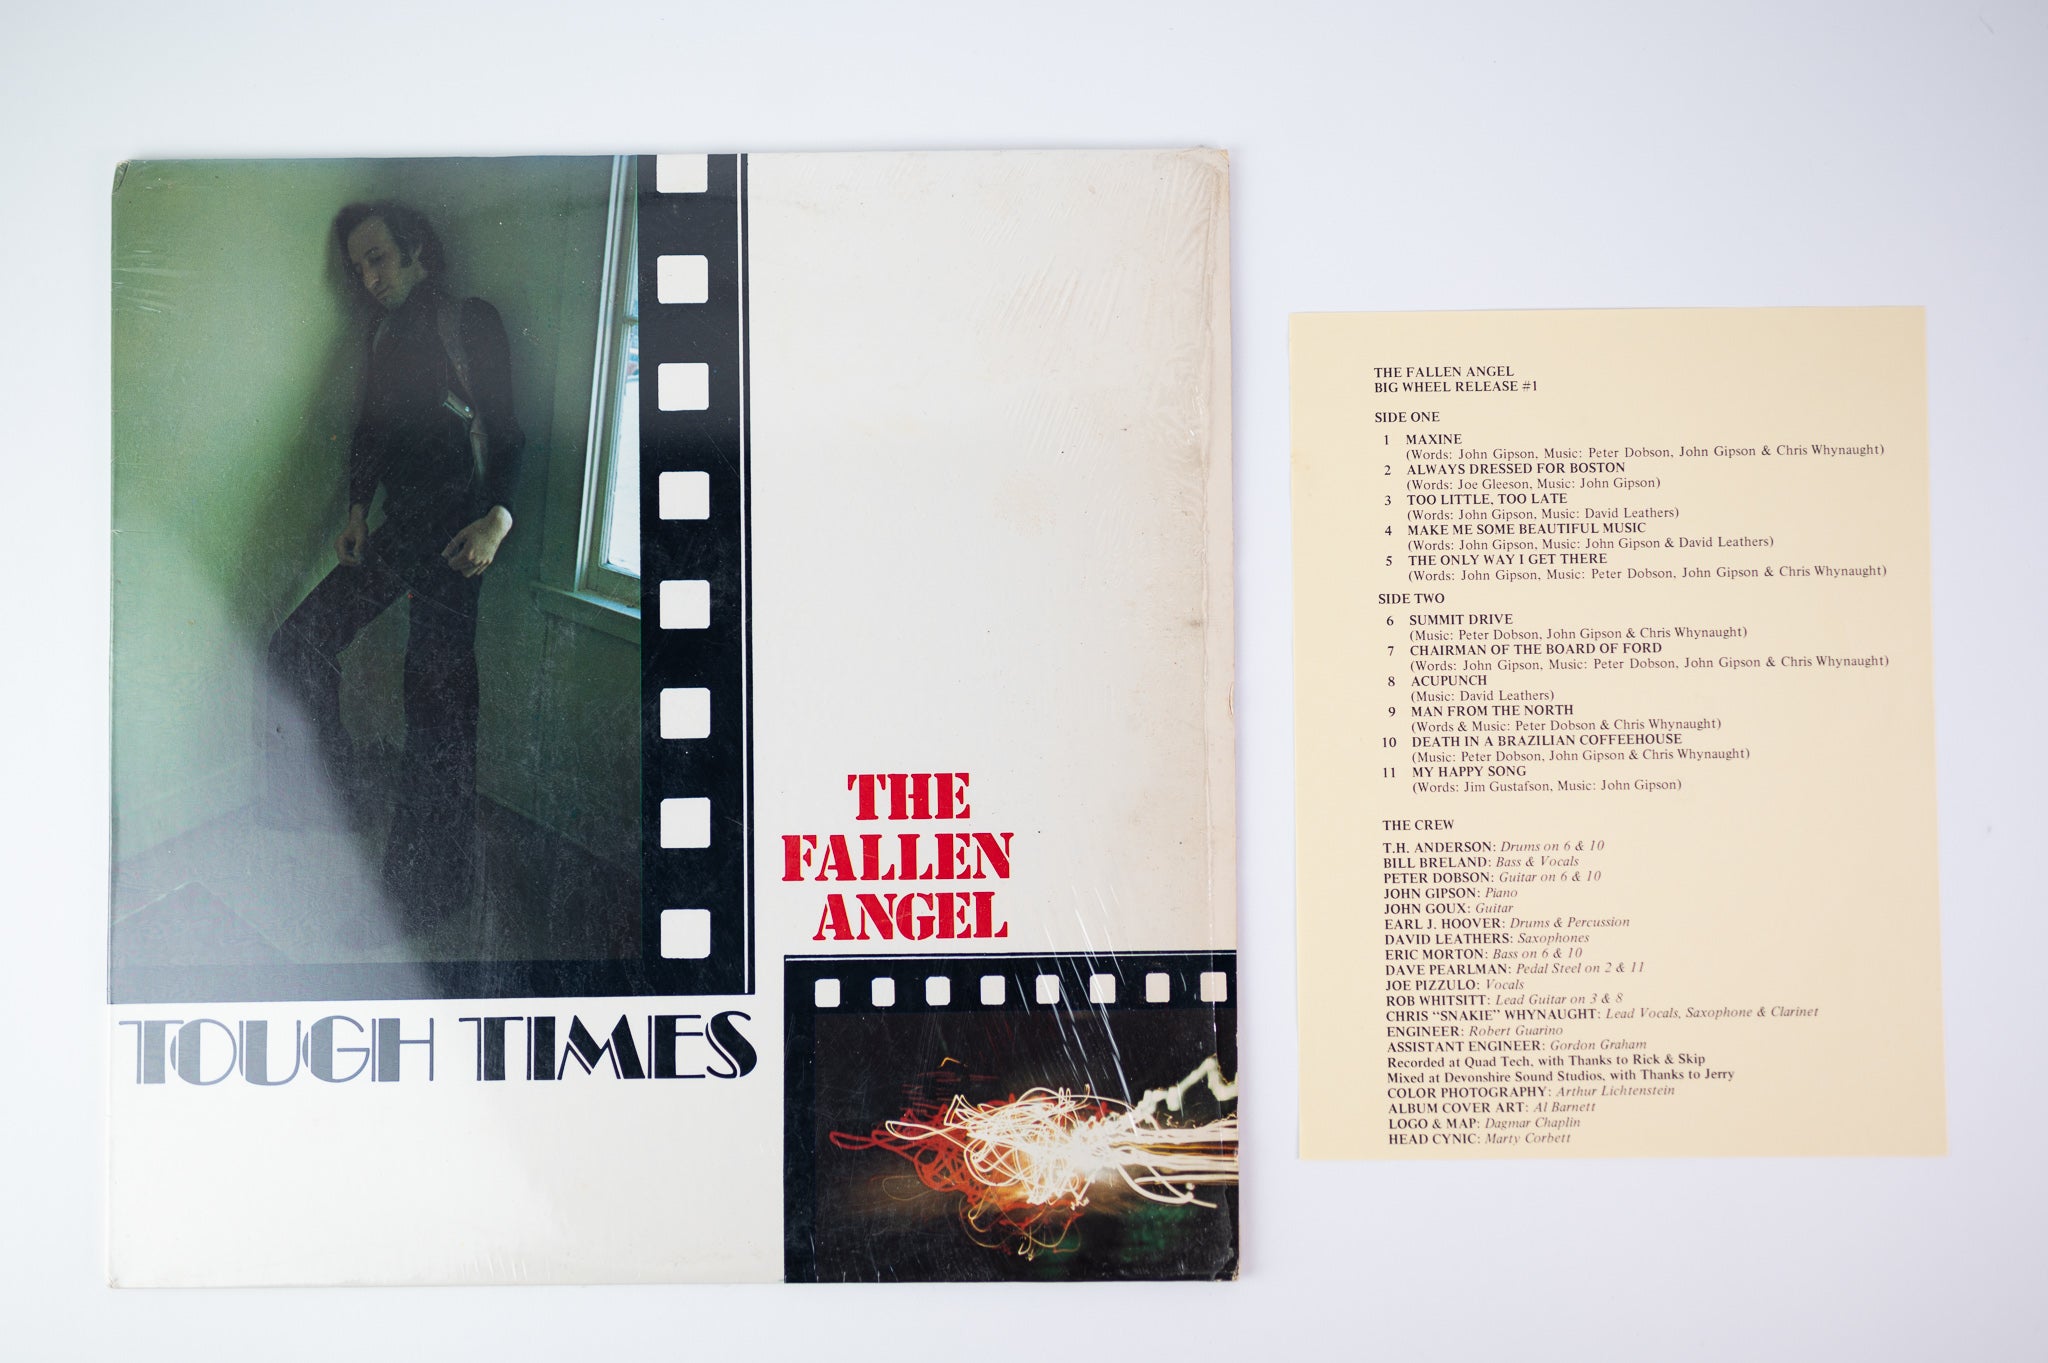 THE
FALLEN
ANGEL
TOUGH TIMES
THE FALLEN ANGEL
BIG WHEEL RELEASE #1
SIDE ONE
1 MAXINE
(Words: John Gipson, Music: Peter Dobson, John Gipson & Chris Whynaught)
2 ALWAYS DRESSED FOR BOSTON
(Words: Joe Gleeson, Music: John Gipson)
3 TOO LITTLE, TOO LATE
(Words: John Gipson, Music: David Leathers)
4 MAKE ME SOME BEAUTIFUL MUSIC
(Words: John Gipson, Music: John Gipson & David Leathers)
5 THE ONLY WAY I GET THERE
(Words: John Gipson, Music: Peter Dobson, John Gipson & Chris Whynaught)
SIDE TWO
6 SUMMIT DRIVE
(Music: Peter Dobson, John Gipson & Chris Whynaught)
7 CHAIRMAN OF THE BOARD OF FORD
(Words: John Gipson, Music: Peter Dobson, John Gipson & Chris Whynaught)
8 ACUPUNCH
(Music: David Leathers)
9 MAN FROM THE NORTH
(Words & Music: Peter Dobson & Chris Whynaught)
10 DEATH IN A BRAZILIAN COFFEEHOUSE
(Music: Peter Dobson, John Gipson & Chris Whynaught)
11 MY HAPPY SONG
(Words: Jim Gustafson, Music: John Gipson)
THE CREW
T.H. ANDERSON: Drums on 6 & 10
BILL BRELAND: Bass & Vocals
PETER DOBSON: Guitar on 6 & 10
JOHN GIPSON: Piano
JOHN GOUX: Guitar
EARL J. HOOVER: Drums & Percussion
DAVID LEATHERS: Saxophones
ERIC MORTON: Bass on 6 & 10
DAVE PEARLMAN: Pedal Steel on 2 & 11
JOE PIZZULO: Vocals
ROB WHITSITT: Lead Guitar on 3 & 8
CHRIS "SNAKIE" WHYNAUGHT: Lead Vocals, Saxophone & Clarinet
ENGINEER: Robert Guarino
ASSISTANT ENGINEER: Gordon Graham
Recorded at Quad Tech, with Thanks to Rick & Skip
Mixed at Devonshire Sound Studios, with Thanks to Jerry
COLOR PHOTOGRAPHY: Arthur Lichtenstein
ALBUM COVER ART: Al Barnett
LOGO & MAP: Dagmar Chaplin
HEAD CYNIC: Marty Corbett